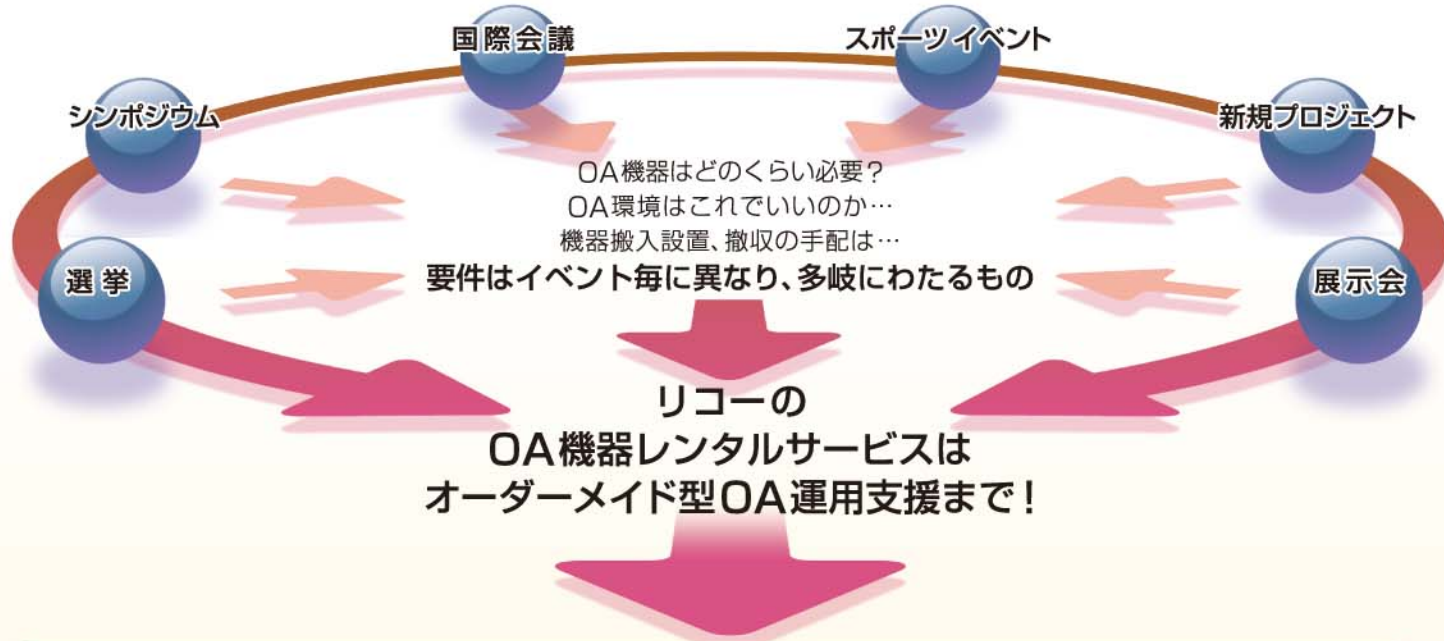 国際会議
スポーツイベント
シンポジウム
新規プロジェクト
選挙
展示会
OA機器はどのくらい必要？
OA環境はこれでいいのか…
機器搬入設置、撤収の手配は…
要件はイベント毎に異なり、多岐にわたるもの
リコーの
OA機器レンタルサービスは
オーダーメイド型OA運用支援まで！